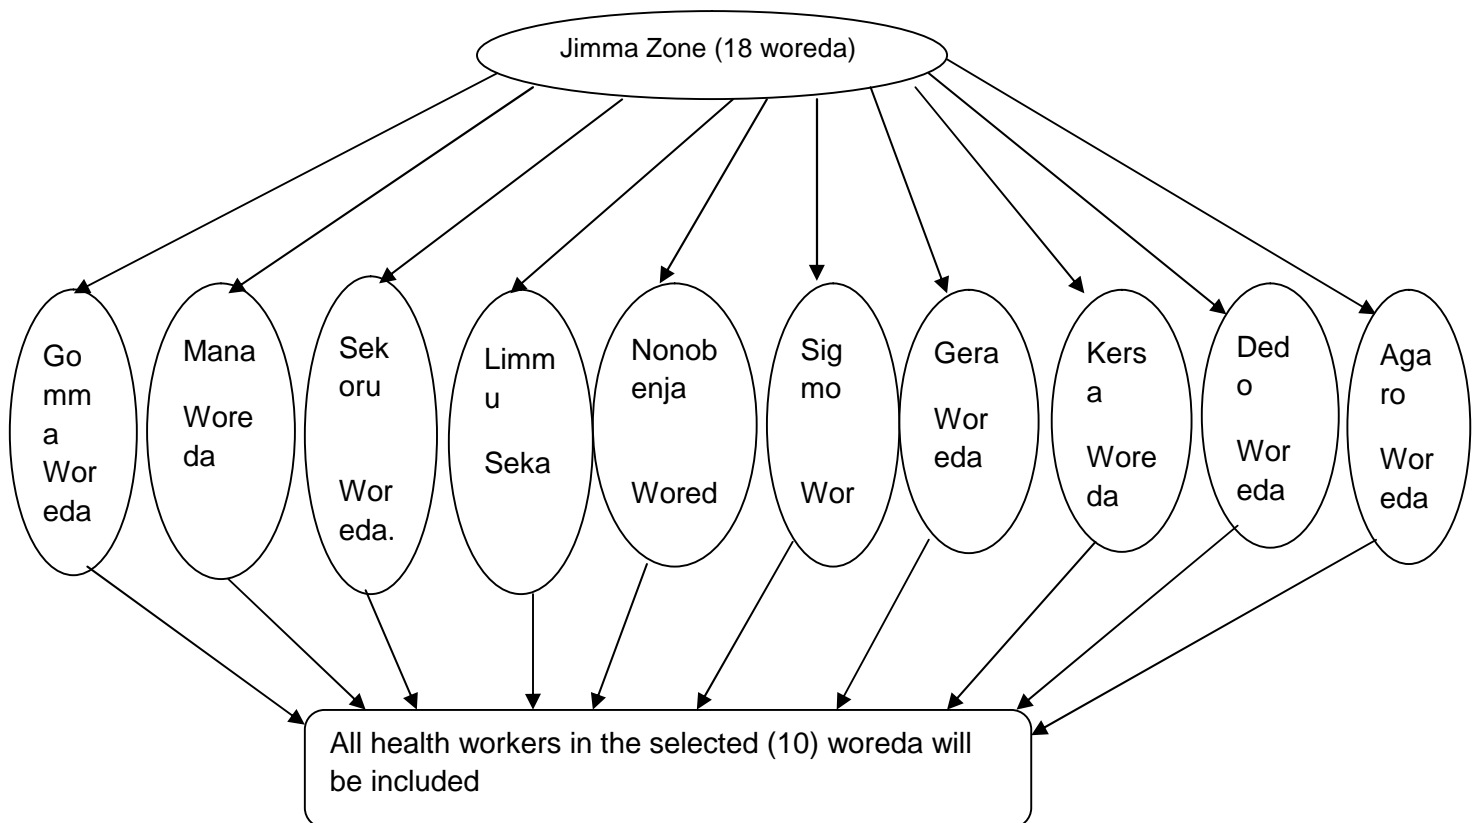 Jimma Zone (18 woreda)
Go
mm
a
Wor
eda
Mana
Wore
da
Sek
oru
Wor
eda.
Limm
u
Seka
Nonob
enja
Wored
Sig
mo
Wor
Gera
Wor
eda
Kers
a
Wore
da
Ded
o
Wor
eda
Aga
ro
Wor
eda
All health workers in the selected (10) woreda will
be included